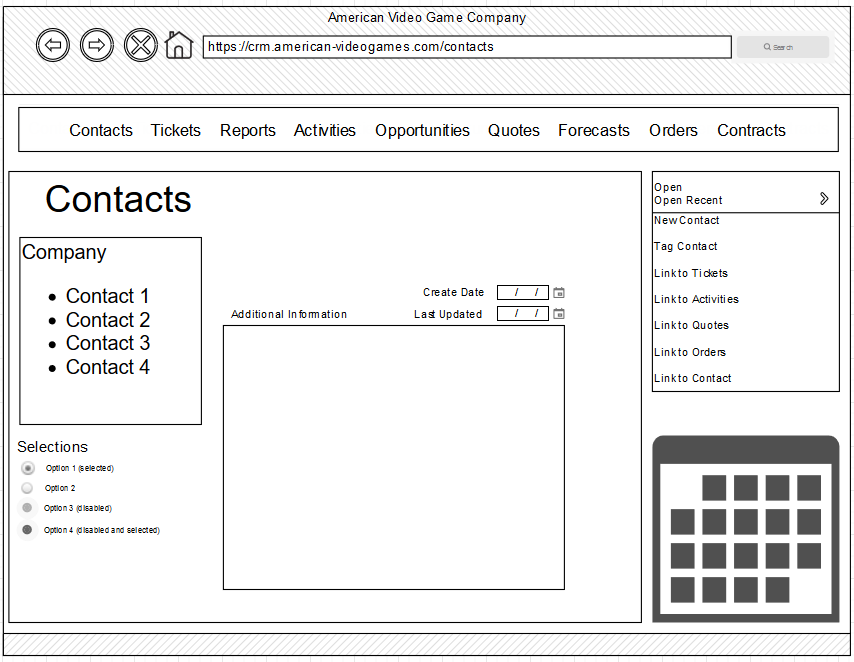 American Video Game Company
https://crm.american-videogames.com/contacts
Search
Contacts Tickets Reports Activities Opportunities Quotes Forecasts Orders Contracts
Contacts
Company
Contact 1
Contact 2
Contact 3
Contact 4
Create Date / /
Last Updated / /
Additional Information
Selections
Option 1 (selected)
Option 2
Option 3 (disabled)
Option 4 (disabled and selected)
Open
Open Recent
New Contact
Tag Contact
Link to Tickets
Link to Activities
Link to Quotes
Link to Orders
Link to Contact